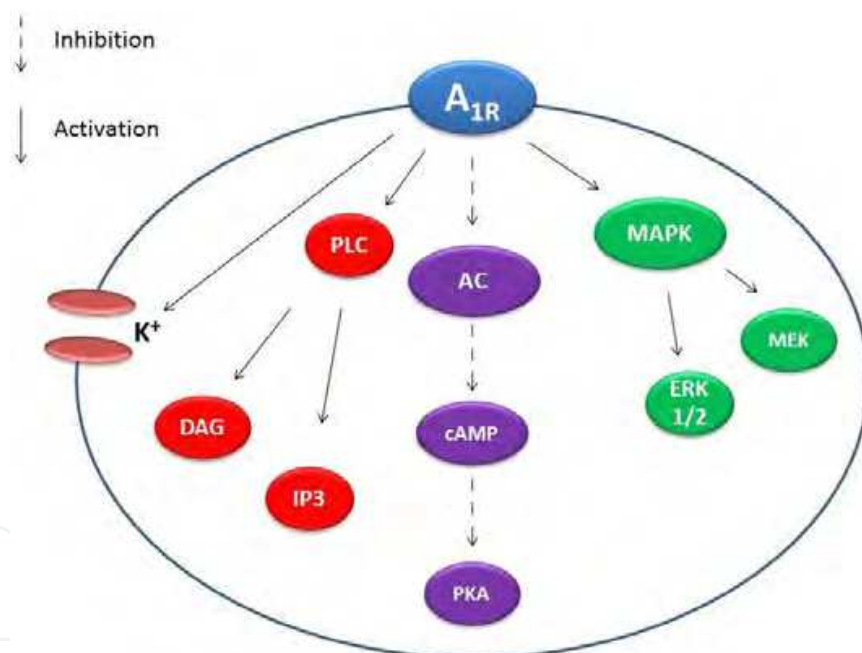 Inhibition
Activation
A1R
PLC
AC
MAPK
K+
MEK
DAG
cAMP
ERK
1/2
IP3
PKA